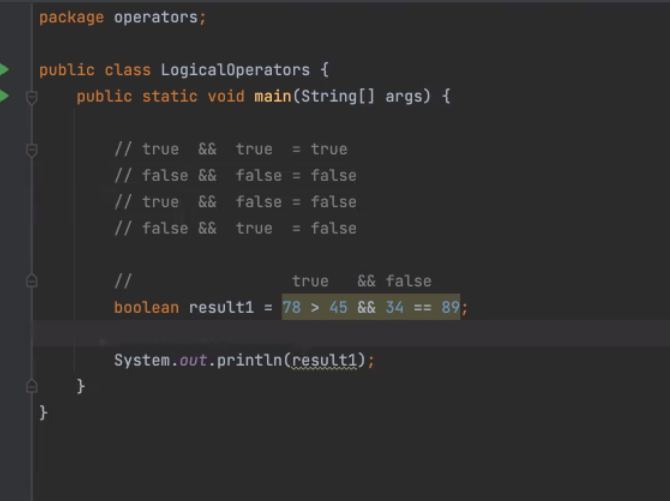 package operators;
public class LogicalOperators {
public static void main(String[] args) {
// true && true = true
// false && false = false
// true && false = false
// false && true = false
// true && false
boolean result1 = 78 > 45 && 34 == 89;
System.out.println(result1);
}
}